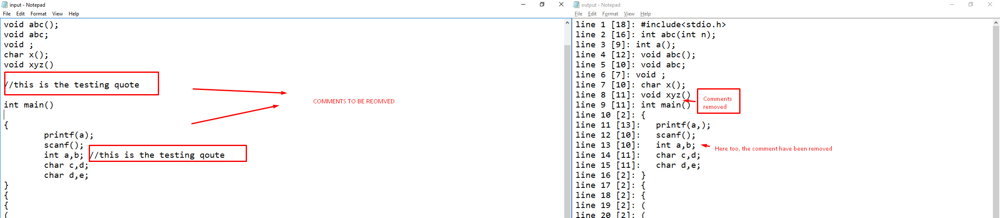 input - Notepad
File Edit Format View Help
void abc();
void abc;
void ;
char x();
void xyz()
//this is the testing quote
int main()
{
printf(a);
scanf();
int a,b; //this is the testing qoute
char c,d;
char d,e;
}
{
{
(
COMMENTS TO BE REOMVED
output - Notepad
File Edit Format View Help
line 1 [18]: #include<stdio.h>
line 2 [16]: int abc(int n);
line 3 [9]: int a();
line 4 [12]: void abc();
line 5 [10]: void abc;
line 6 [7]: void ;
line 7 [10]: char x();
line 8 [11]: void xyz()
line 9 [11]: int main()
line 10 [2]: {
line 11 [13]: printf(a,);
line 12 [10]: scanf();
line 13 [10]: int a,b;
line 14 [11]: char c,d;
line 15 [11]: char d,e;
line 16 [2]: }
line 17 [2]: {
line 18 [2]: {
line 19 [2]: (
line 20 [2]: (
Comments
removed
Here too, the comment have been removed